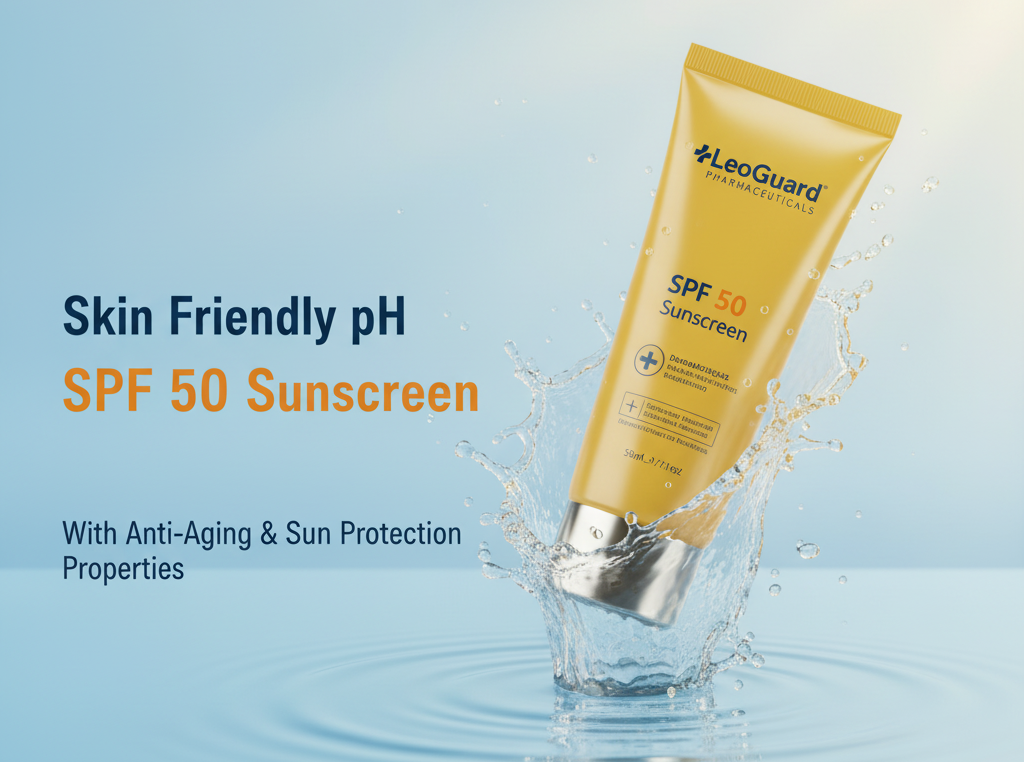 Skin Friendly pH
SPF 50 Sunscreen
With Anti-Aging & Sun Protection
Properties
LeoGuard
PHARMACEUTICALS
SPF 50
Sunscreen